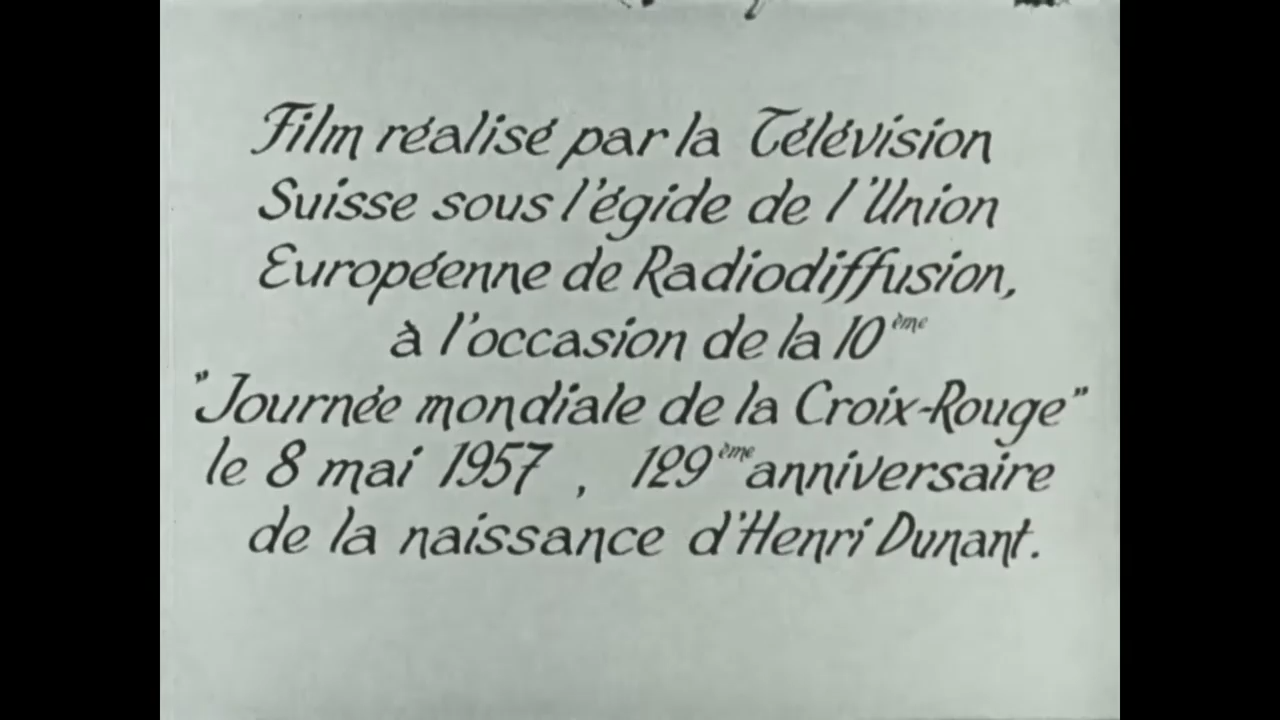 Film réalisé par la Télévision
Suisse sous l'égide de l'Union
Européenne de Radiodiffusion,
à l'occasion de la 10ème
"Journée mondiale de la Croix-Rouge"
le 8 mai 1957, 129ème anniversaire
de la naissance d'Henri Dunant.